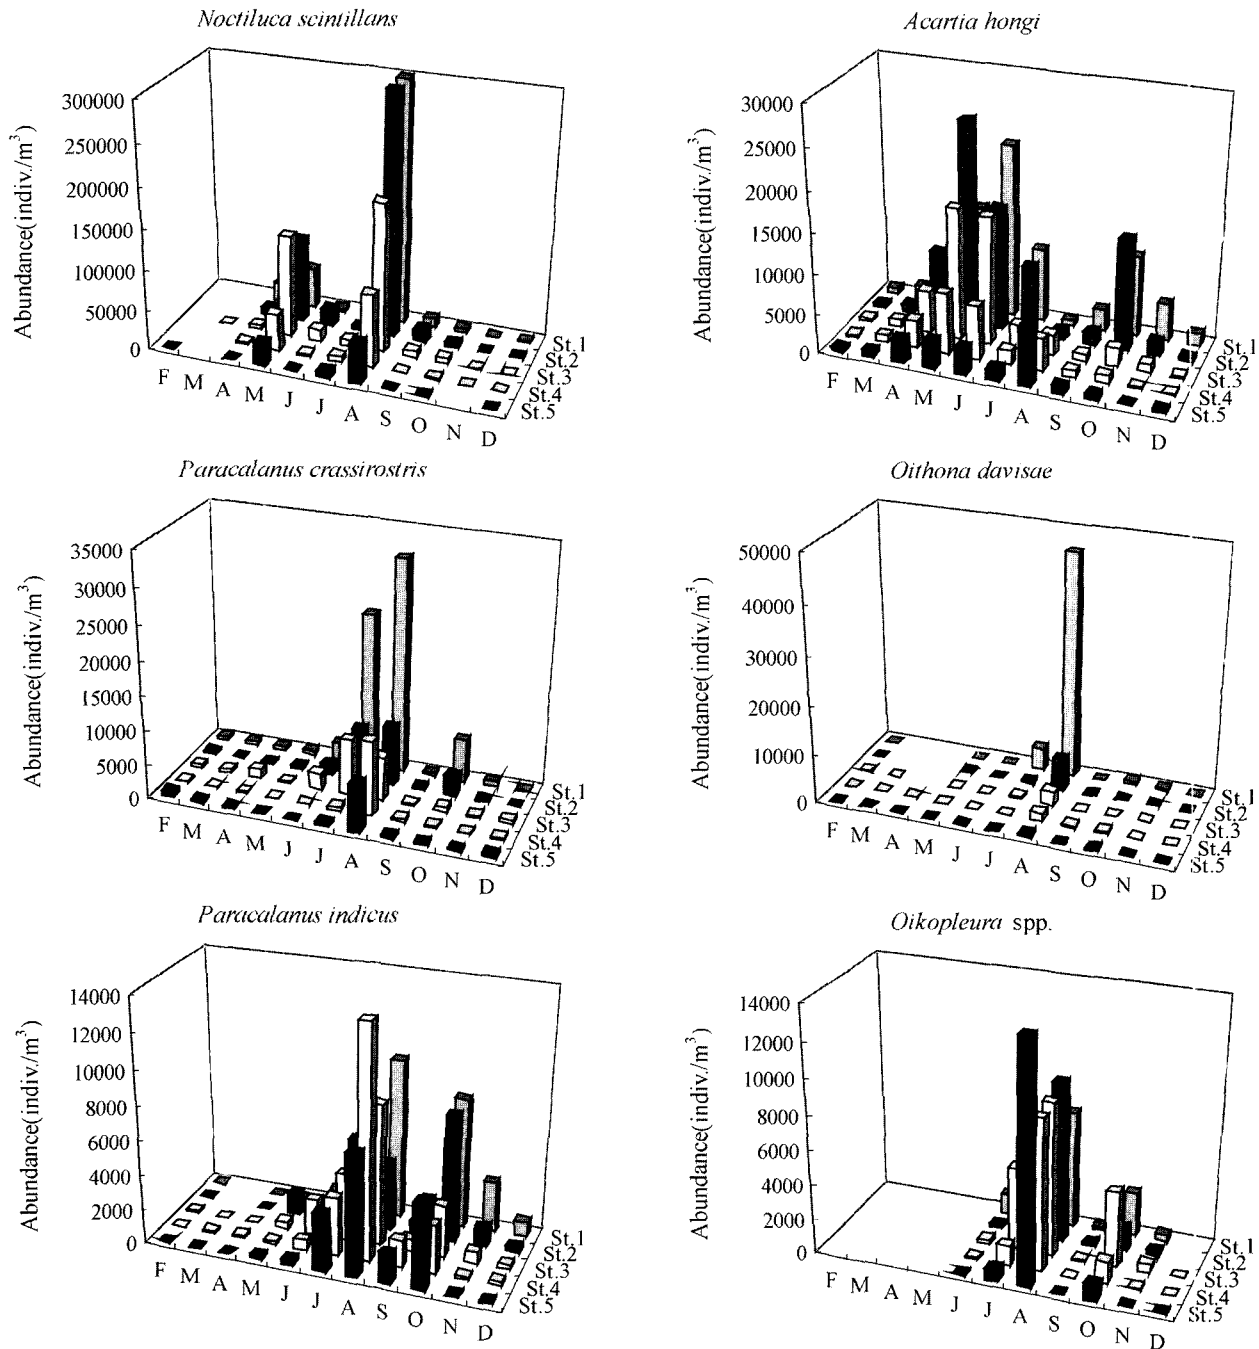 Noctiluca scintillans
Abundance(indiv./m³)
300000
250000
200000
150000
100000
50000
0
F M A M J J A S O N D
St.1
St.2
St.3
St.4
St.5
Acartia hongi
Abundance(indiv./m³)
30000
25000
20000
15000
10000
5000
0
F M A M J J A S O N D
St.1
St.2
St.3
St.4
St.5
Paracalanus crassirostris
Abundance(indiv./m³)
35000
30000
25000
20000
15000
10000
5000
0
F M A M J J A S O N D
St.1
St.2
St.3
St.4
St.5
Oithona davisae
Abundance(indiv./m³)
50000
40000
30000
20000
10000
0
F M A M J J A S O N D
St.1
St.2
St.3
St.4
St.5
Paracalanus indicus
Abundance(indiv./m³)
14000
12000
10000
8000
6000
4000
2000
0
F M A M J J A S O N D
St.1
St.2
St.3
St.4
St.5
Oikopleura spp.
Abundance(indiv./m³)
14000
12000
10000
8000
6000
4000
2000
0
F M A M J J A S O N D
St.1
St.2
St.3
St.4
St.5